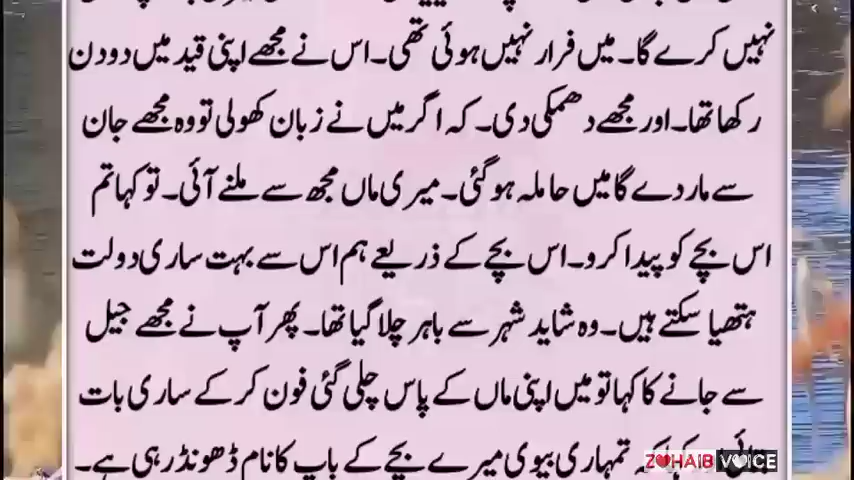 نہیں کرے گا۔ میں فرار نہیں ہوئی تھی۔ اس نے مجھے اپنی قید میں دو دن
رکھا تھا۔ اور مجھے دھمکی دی۔ کہ اگر میں نے زبان کھولی تو وہ مجھے جان
سے مار دے گا میں حاملہ ہو گئی۔ میری ماں مجھ سے ملنے آئی۔ تو کہا تم
اس بچے کو پیدا کرو۔ اس بچے کے ذریعے ہم اس سے بہت ساری دولت
ہتھیا سکتے ہیں۔ وہ شاید شہر سے باہر چلا گیا تھا۔ پھر آپ نے مجھے جیل
سے جانے کا کہا تو میں اپنی ماں کے پاس چلی گئی فون کر کے ساری بات
کہ تمہاری بیوی میرے بچے کے باپ کا نام ڈھونڈ رہی ہے۔
ZOHAIB VOICE